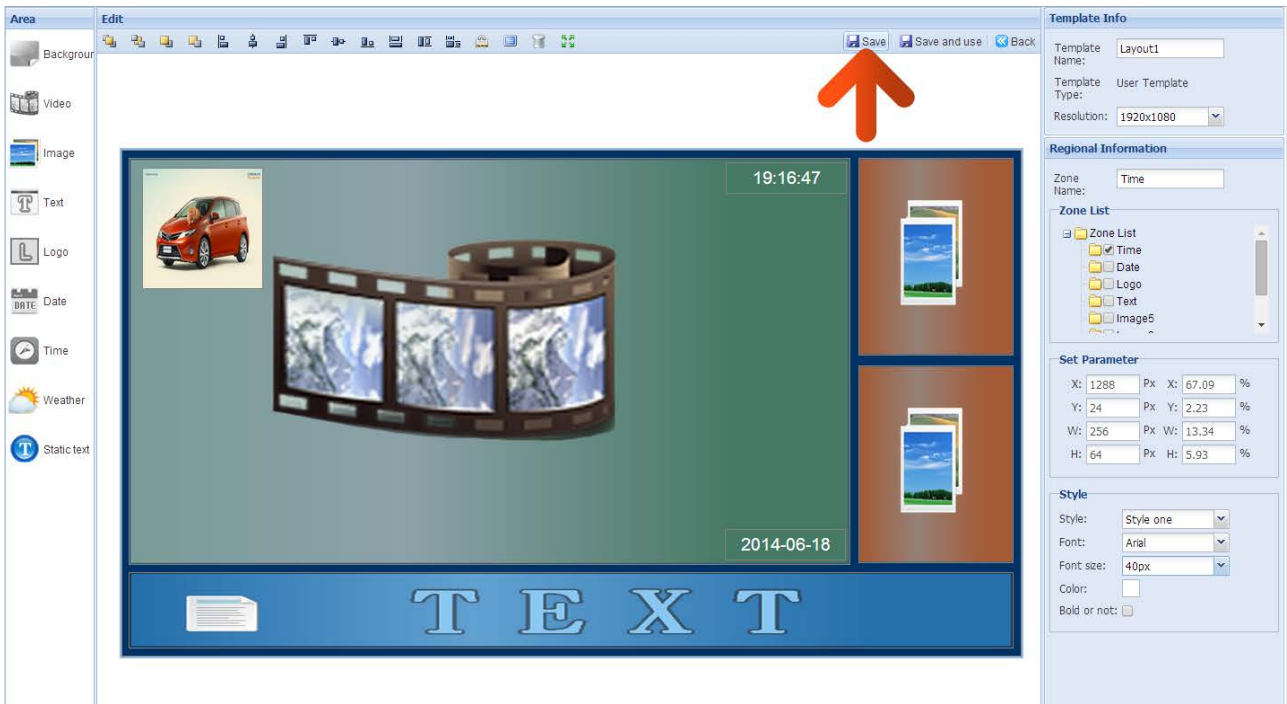 Area
Backgrour
Video
Image
T
Text
L
Logo
DATE
Date
Time
Weather
T
Static text
Edit
Save
Save and use
Back
19:16:47
2014-06-18
TEXT
Template Info
Template Name:
Layout1
Template Type:
User Template
Resolution:
1920x1080
Regional Information
Zone Name:
Time
Zone List
Zone List
Time
Date
Logo
Text
Image5
Set Parameter
X: 1288 Px X: 67.09 %
Y: 24 Px Y: 2.23 %
W: 256 Px W: 13.34 %
H: 64 Px H: 5.93 %
Style
Style: Style one
Font: Arial
Font size: 40px
Color:
Bold or not: